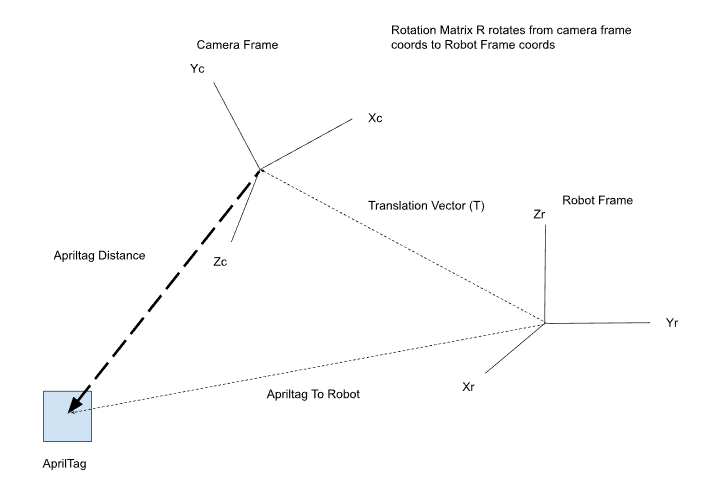 Rotation Matrix R rotates from camera frame
coords to Robot Frame coords
Camera Frame
Yc
Xc
Translation Vector (T)
Robot Frame
Zr
Apriltag Distance
Zc
Yr
Xr
Apriltag To Robot
AprilTag